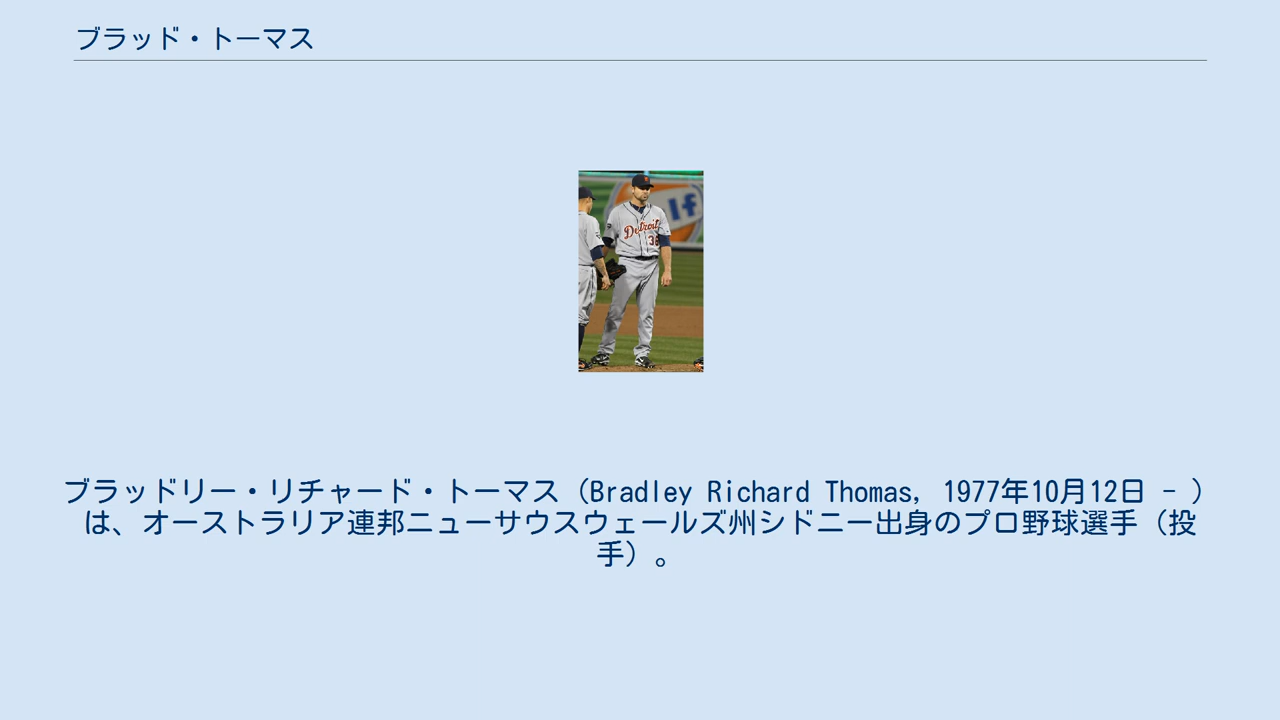 ブラッド・トーマス
lf
Detroit
36
ブラッドリー・リチャード・トーマス（Bradley Richard Thomas, 1977年10月12日 - ）
は、オーストラリア連邦ニューサウスウェールズ州シドニー出身のプロ野球選手（投
手）。